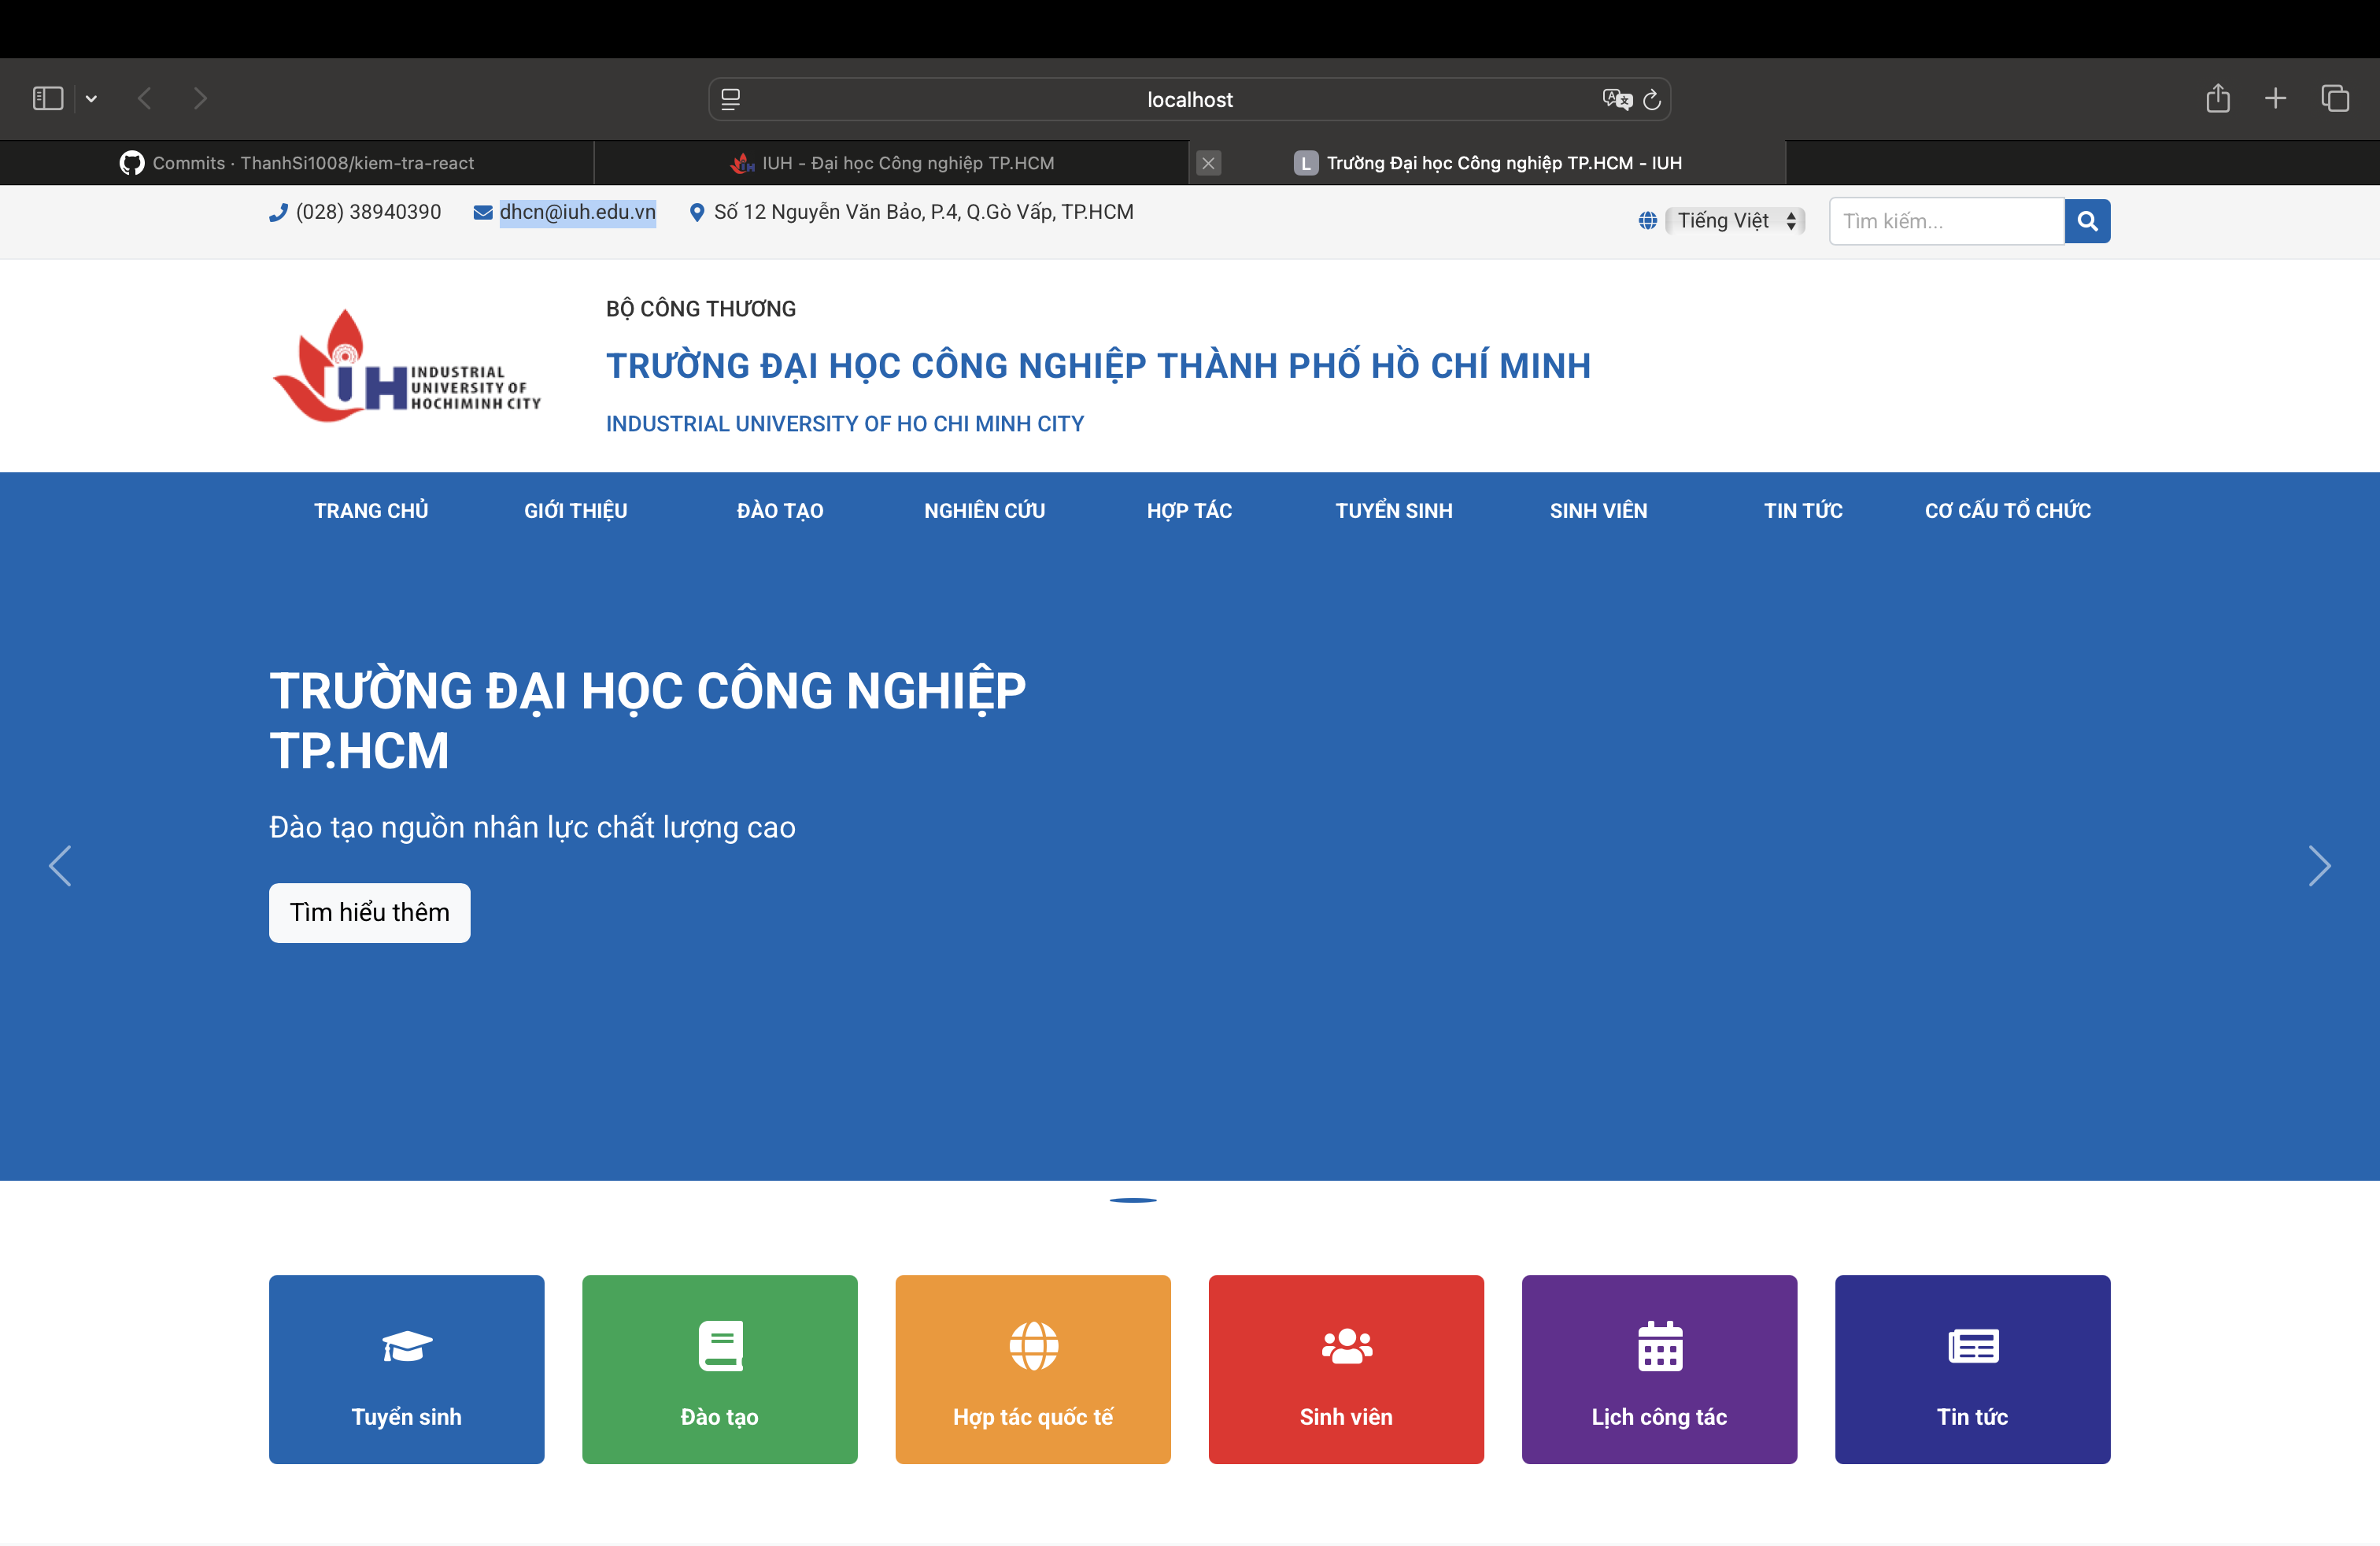 localhost
Commits · ThanhSi1008/kiem-tra-react
IUH - Đại học Công nghiệp TP.HCM
L Trường Đại học Công nghiệp TP.HCM - IUH
(028) 38940390 dhcn@iuh.edu.vn Số 12 Nguyễn Văn Bảo, P.4, Q.Gò Vấp, TP.HCM
Tiếng Việt
Tìm kiếm...
BỘ CÔNG THƯƠNG
TRƯỜNG ĐẠI HỌC CÔNG NGHIỆP THÀNH PHỐ HỒ CHÍ MINH
INDUSTRIAL UNIVERSITY OF HO CHI MINH CITY
IUH
INDUSTRIAL
UNIVERSITY OF
HOCHIMINH CITY
TRANG CHỦ GIỚI THIỆU ĐÀO TẠO NGHIÊN CỨU HỢP TÁC TUYỂN SINH SINH VIÊN TIN TỨC CƠ CẤU TỔ CHỨC
TRƯỜNG ĐẠI HỌC CÔNG NGHIỆP
TP.HCM
Đào tạo nguồn nhân lực chất lượng cao
Tìm hiểu thêm
Tuyển sinh
Đào tạo
Hợp tác quốc tế
Sinh viên
Lịch công tác
Tin tức